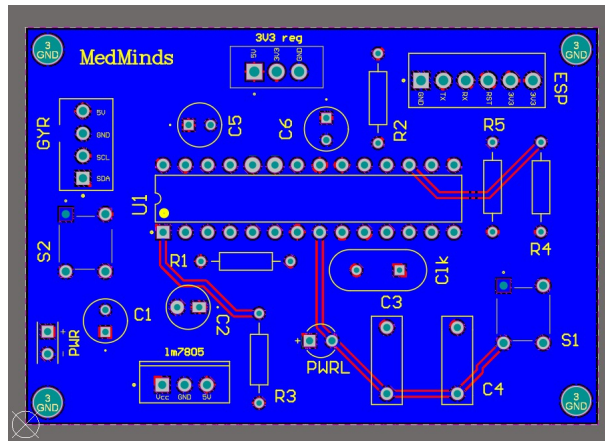 3
GND
MedMinds
3V3 reg
5V
3V3
GND
3
GND
GND
TX
RX
RST
3V3
3V3
ESP
GYR
5V
GND
SCL
SDA
C5
C6
R2
R5
U1
S2
R4
R1
Clk
C3
C1
C2
+
-
PWR
lm7805
Vcc
GND
5V
R3
+
PWRL
C4
S1
3
GND
3
GND